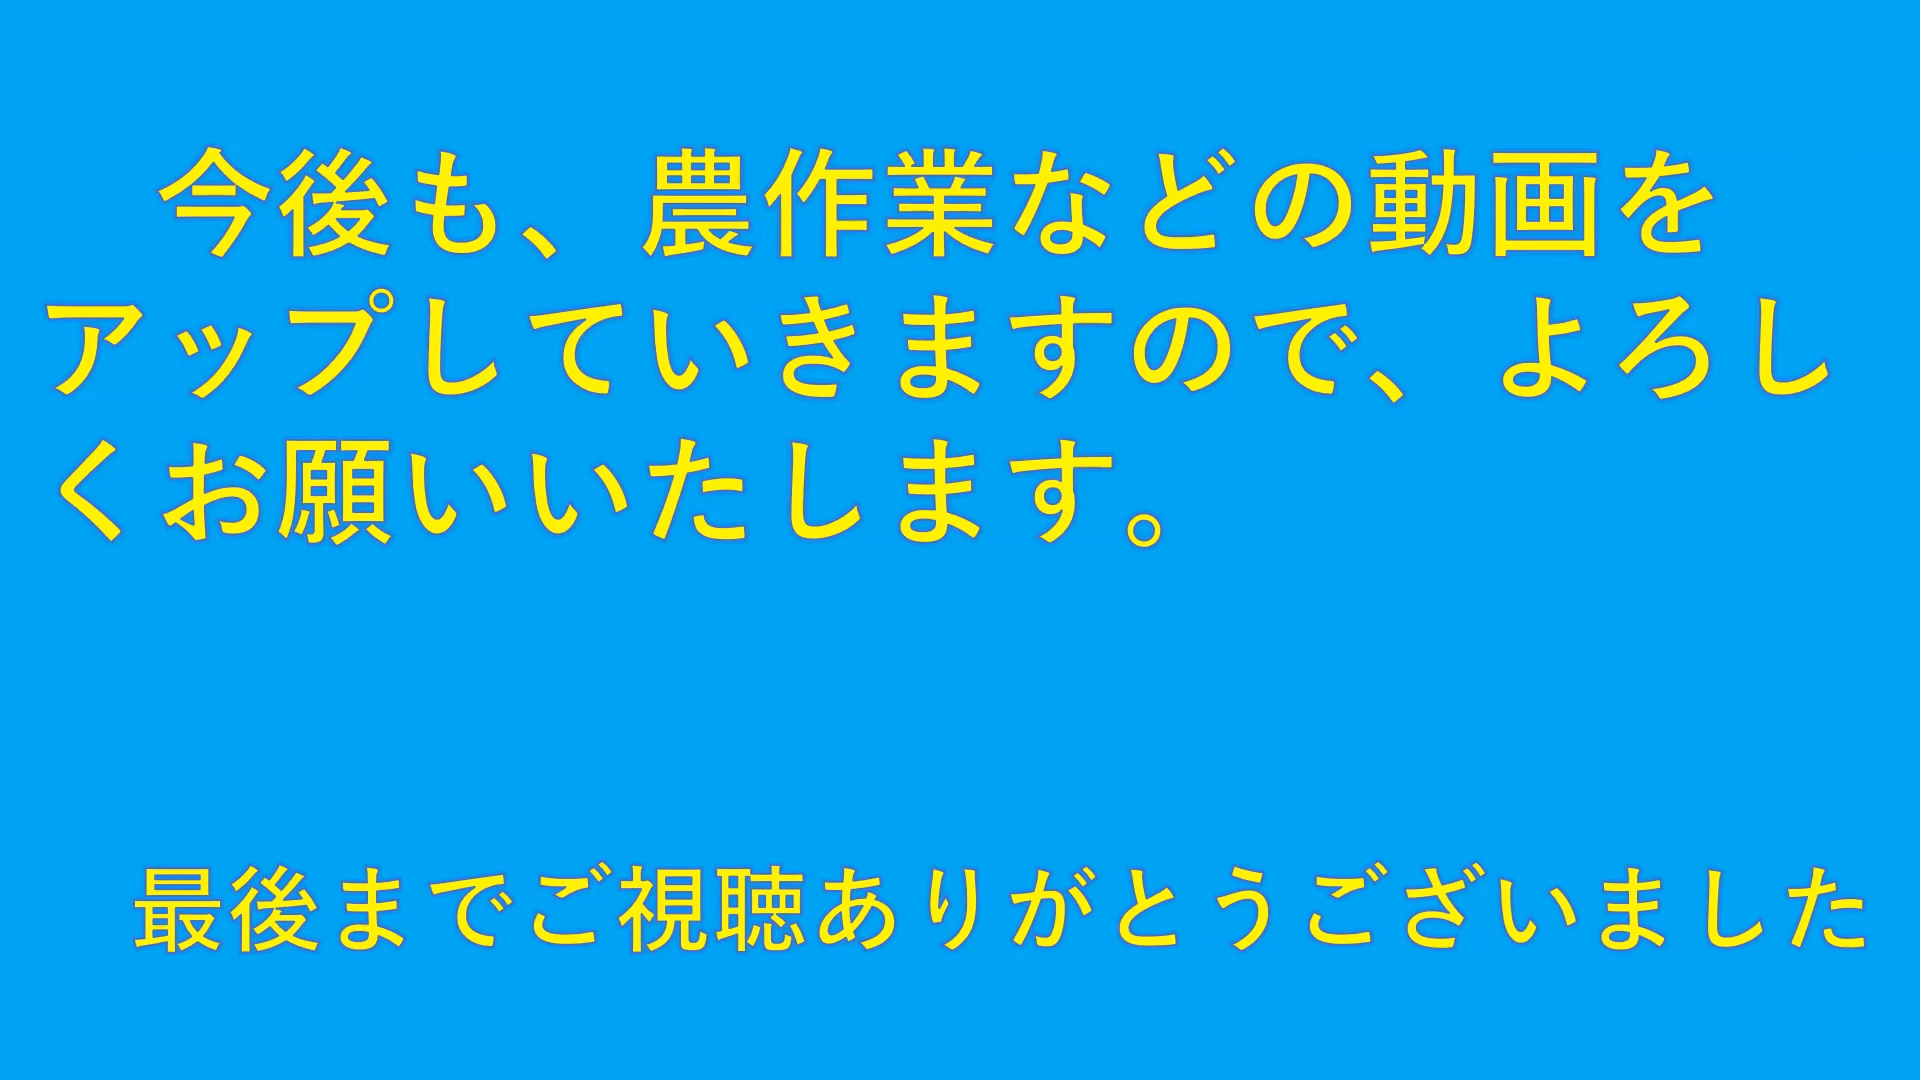 今後も、農作業などの動画を
アップしていきますので、よろし
くお願いいたします。
最後までご視聴ありがとうございました